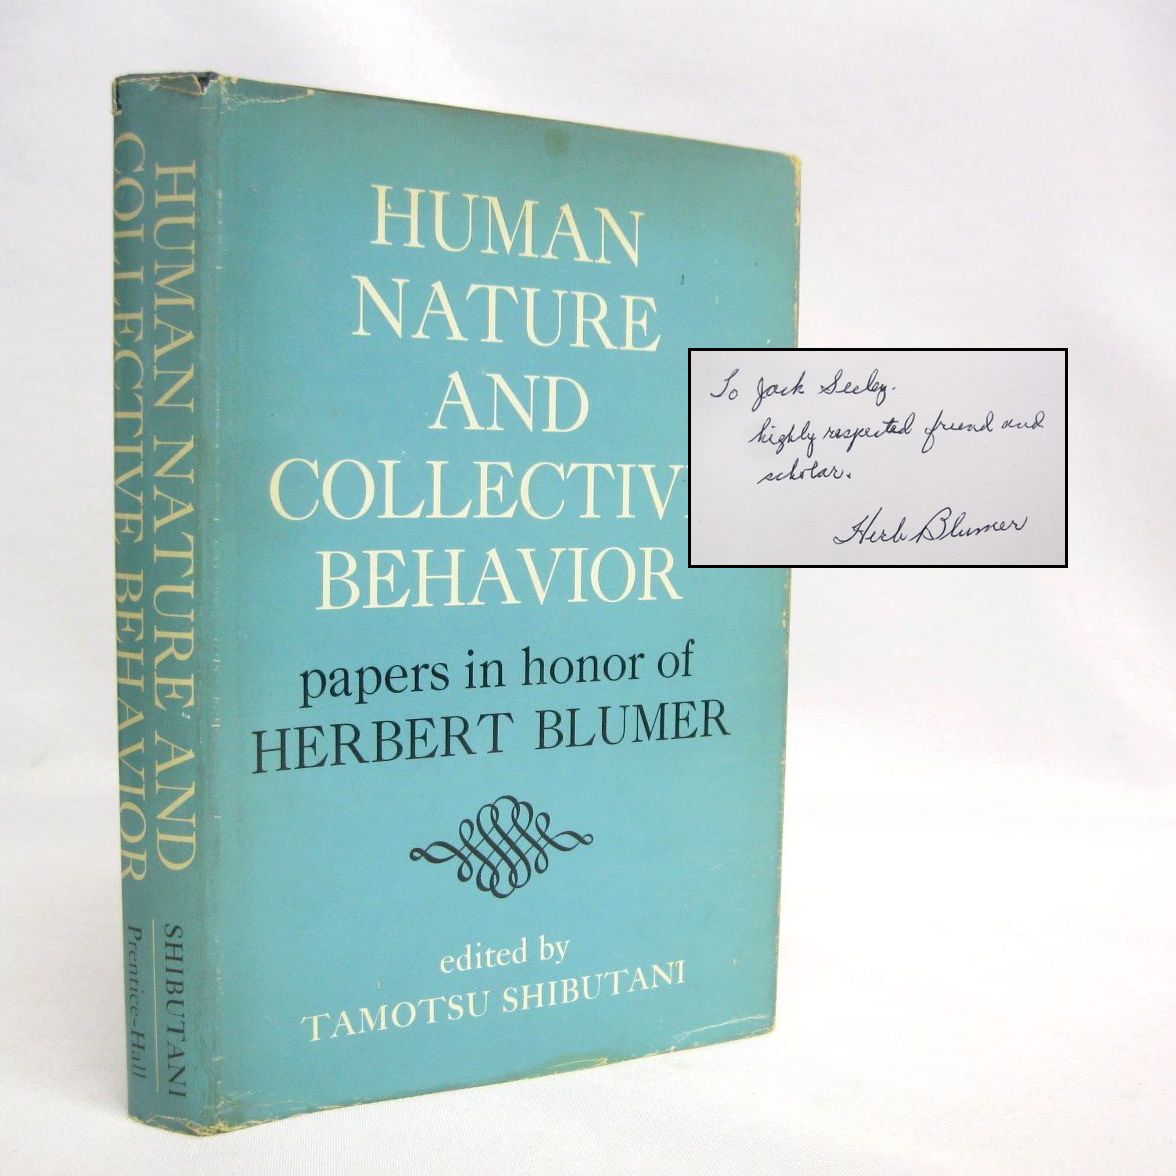 HUMAN NATURE AND
COLLECTIVE BEHAVIOR
SHIBUTANI
Prentice-Hall
HUMAN
NATURE
AND
COLLECTIV
BEHAVIOR
papers in honor of
HERBERT BLUMER
edited by
TAMOTSU SHIBUTANI
To Jack Seeley.
highly respected friend and
scholar.
Herb Blumer